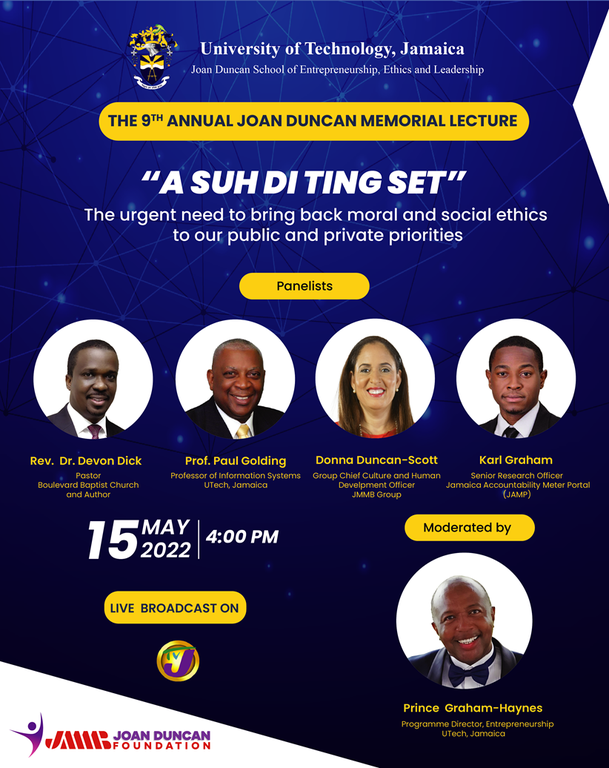 University of Technology, Jamaica
Joan Duncan School of Entrepreneurship, Ethics and Leadership
THE 9TH ANNUAL JOAN DUNCAN MEMORIAL LECTURE
“A SUH DI TING SET”
The urgent need to bring back moral and social ethics
to our public and private priorities
Panelists
Rev. Dr. Devon Dick
Pastor
Boulevard Baptist Church
and Author
Prof. Paul Golding
Professor of Information Systems
UTech, Jamaica
Donna Duncan-Scott
Group Chief Culture and Human
Develpment Officer
JMMB Group
Karl Graham
Senior Research Officer
Jamaica Accountability Meter Portal
(JAMP)
15 MAY
2022
4:00 PM
Moderated by
LIVE BROADCAST ON
TVJ
Prince Graham-Haynes
Programme Director, Entrepreneurship
UTech, Jamaica
JMMB JOAN DUNCAN
FOUNDATION